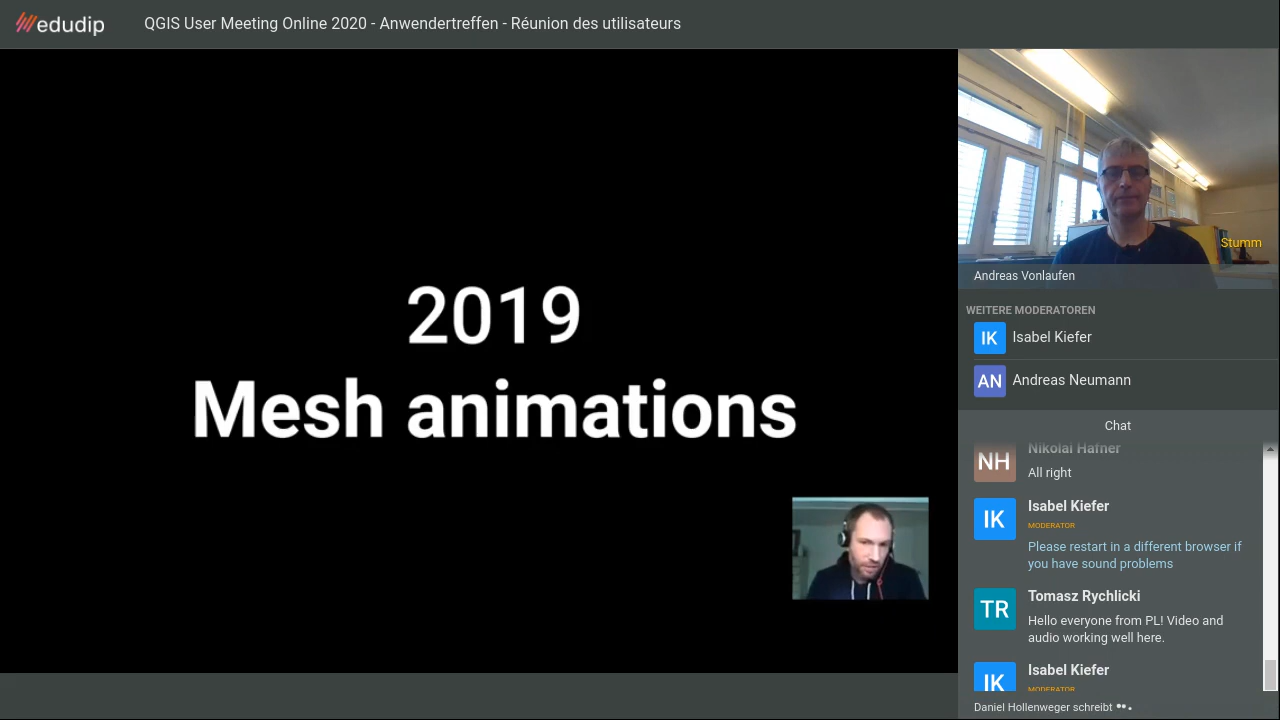 edudip
QGIS User Meeting Online 2020 - Anwendertreffen - Réunion des utilisateurs
2019
Mesh animations
Stumm
Andreas Vonlaufen
WEITERE MODERATOREN
IK
Isabel Kiefer
AN
Andreas Neumann
Chat
NH
Nikolai Hafner
All right
IK
Isabel Kiefer
MODERATOR
Please restart in a different browser if
you have sound problems
TR
Tomasz Rychlicki
Hello everyone from PL! Video and
audio working well here.
IK
Isabel Kiefer
MODERATOR
Daniel Hollenweger schreibt